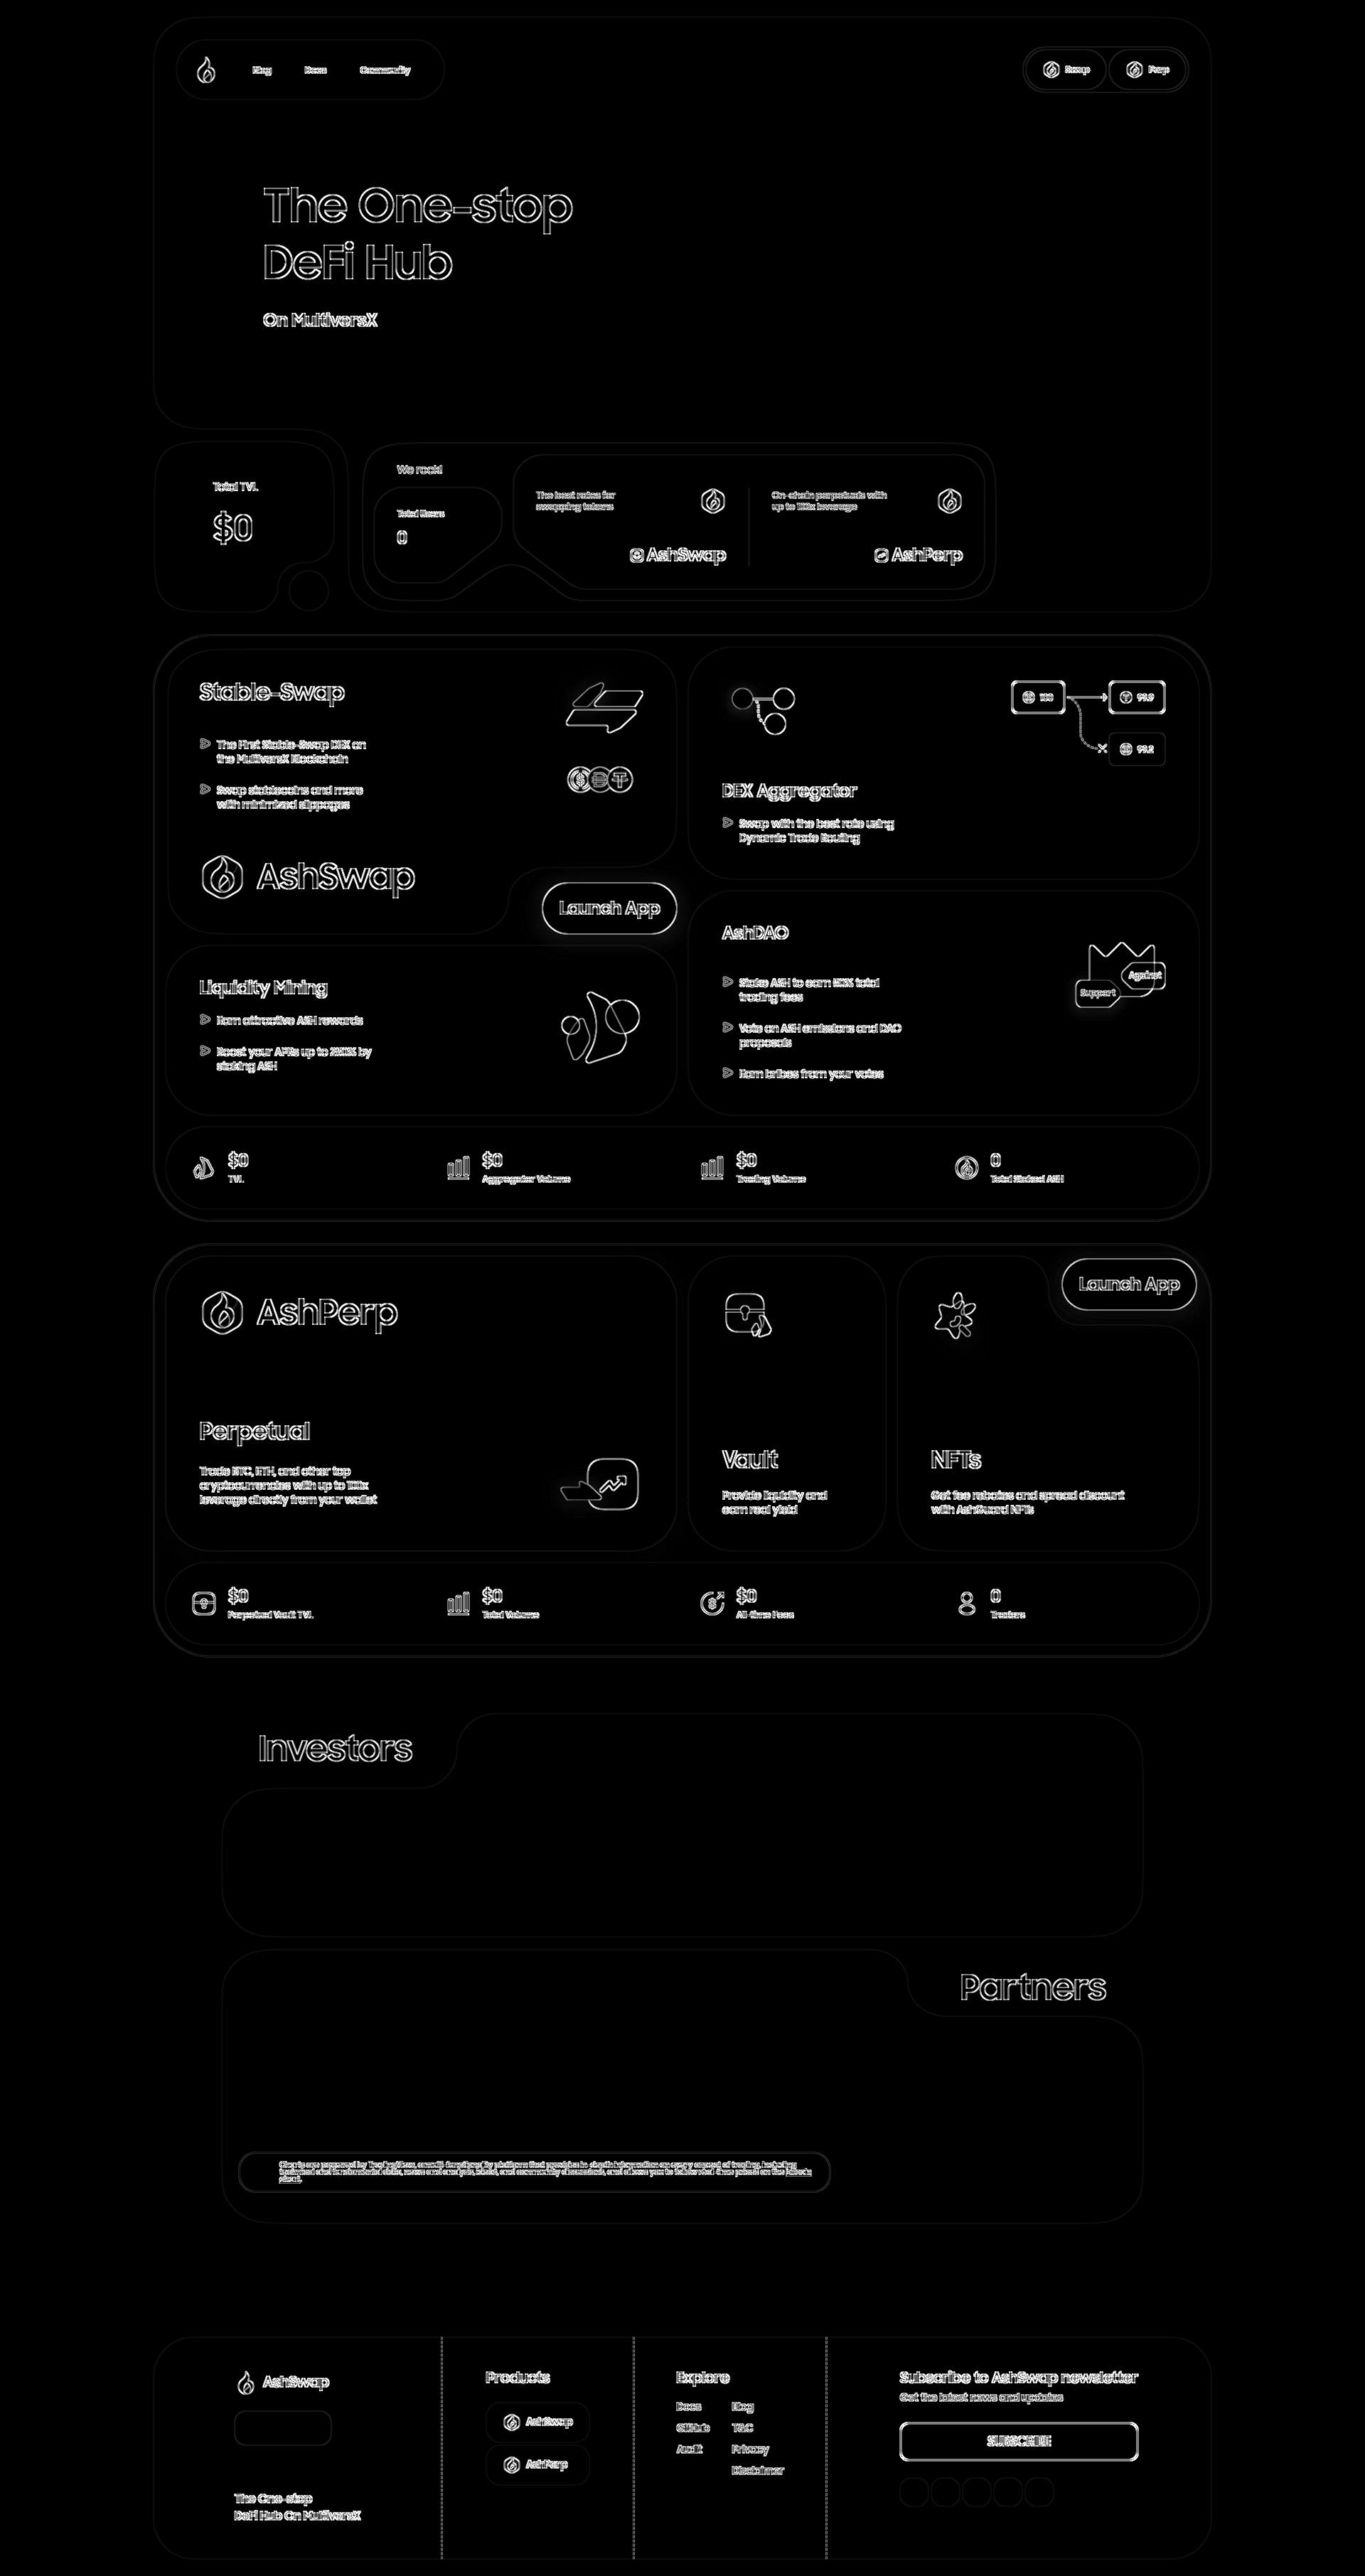 Blog
Docs
Community
Swap
Perp
The One-stop
DeFi Hub
On MultiversX
Total TVL
$0
We rock!
Total Users
0
The best rates for
swapping tokens
AshSwap
On-chain perpetuals with
up to 100x leverage
AshPerp
Stable-Swap
The First Stable-Swap DEX on
the MultiversX Blockchain
Swap stablecoins and more
with minimized slippages
AshSwap
Launch App
100
99.9
99.2
DEX Aggregator
Swap with the best rate using
Dynamic Trade Routing
Liquidity Mining
Earn attractive ASH rewards
Boost your APRs up to 250% by
staking ASH
AshDAO
Stake ASH to earn 50% total
trading fees
Vote on ASH emissions and DAO
proposals
Earn bribes from your votes
Against
Support
$0
TVL
$0
Aggregator Volume
$0
Trading Volume
0
Total Staked ASH
AshPerp
Launch App
Perpetual
Trade BTC, ETH, and other top
cryptocurrencies with up to 100x
leverage directly from your wallet
Vault
Provide liquidity and
earn real yield
NFTs
Get fee rebates and spread discount
with AshGuard NFTs
$0
Perpetual Vault TVL
$0
Total Volume
$0
All-time Fees
0
Traders
Investors
Partners
AshSwap
The One-stop
DeFi Hub On MultiversX
Products
AshSwap
AshPerp
Explore
Docs
Blog
GitHub
T&C
Audit
Privacy
Disclaimer
Subscribe to AshSwap newsletter
Get the latest news and updates
SUBSCRIBE